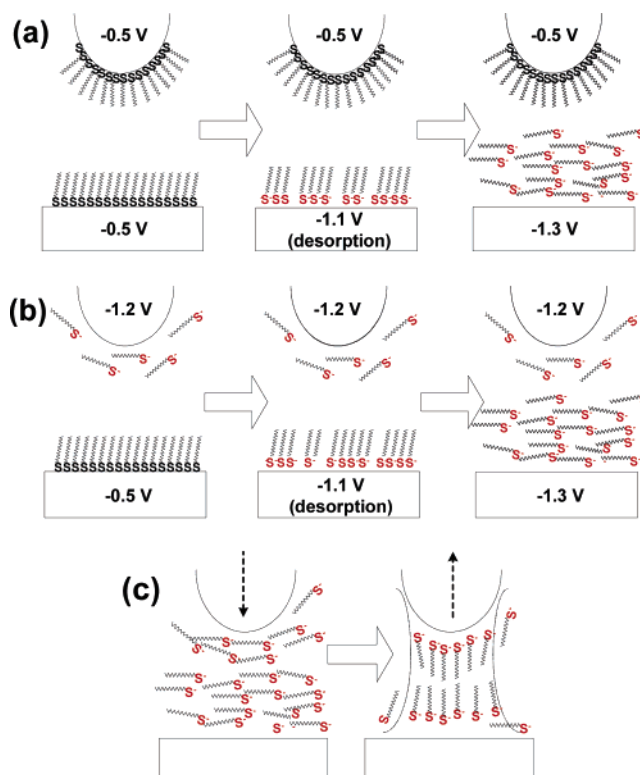 (a)
-0.5 V
-0.5 V
-0.5 V
-0.5 V
-1.1 V
(desorption)
-1.3 V
(b)
-1.2 V
-1.2 V
-1.2 V
-0.5 V
-1.1 V
(desorption)
-1.3 V
(c)